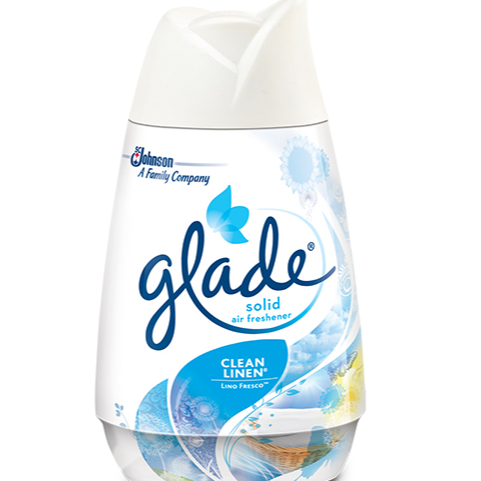 SC
Johnson
A Family Company
glade®
solid
air freshener
CLEAN
LINEN®
LINO FRESCO™